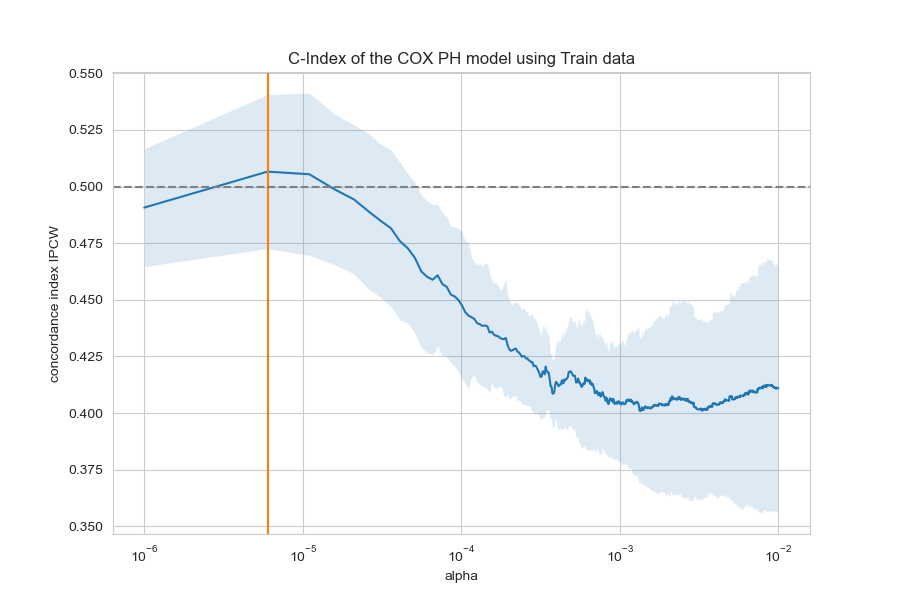 C-Index of the COX PH model using Train data
concordance index IPCW
0.550
0.525
0.500
0.475
0.450
0.425
0.400
0.375
0.350
10⁻⁶ 10⁻⁵ 10⁻⁴ 10⁻³ 10⁻²
alpha